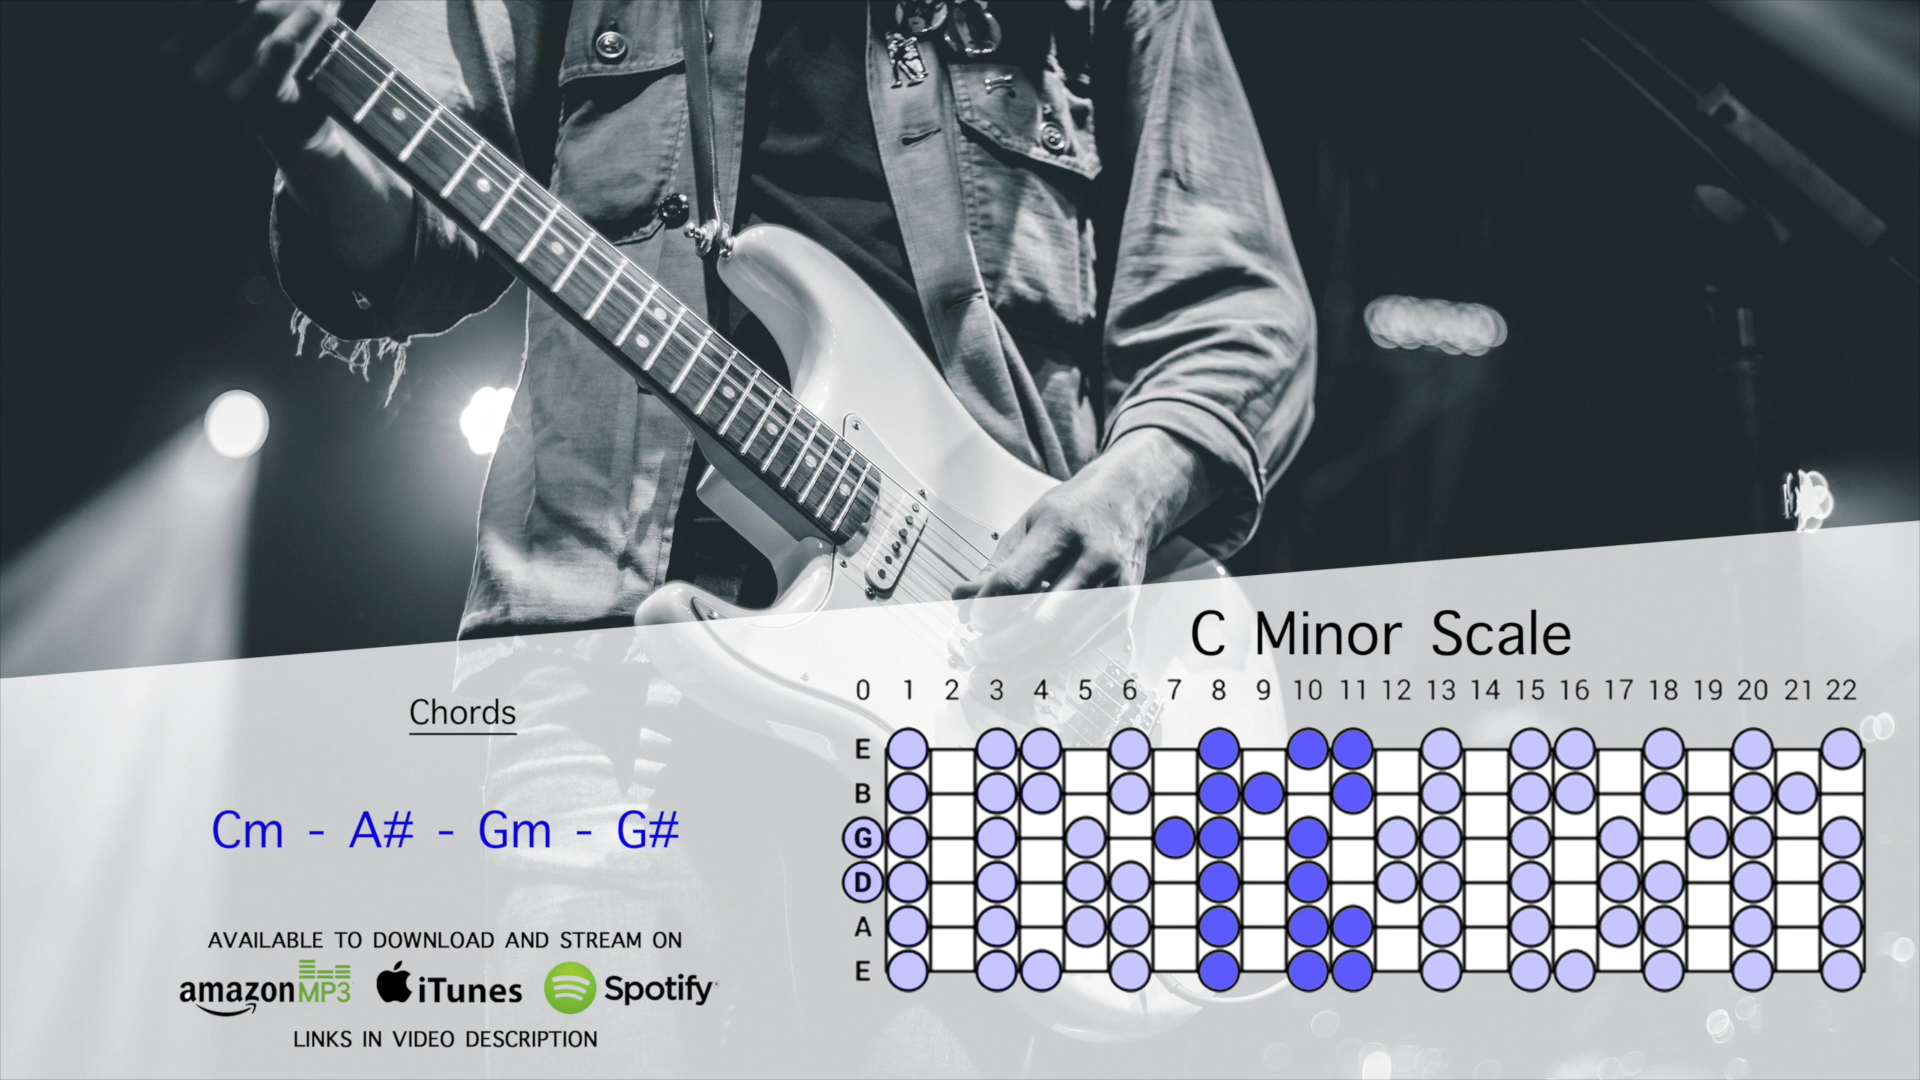 C Minor Scale
Chords
0 1 2 3 4 5 6 7 8 9 10 11 12 13 14 15 16 17 18 19 20 21 22
E
B
G
D
A
E
Cm - A# - Gm - G#
AVAILABLE TO DOWNLOAD AND STREAM ON
amazonMP3 iTunes Spotify
LINKS IN VIDEO DESCRIPTION